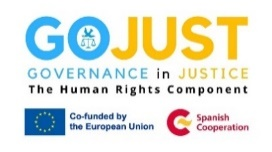 GOJUST
GOVERNANCE in JUSTICE
The Human Rights Component
Co-funded by
the European Union
Spanish
Cooperation